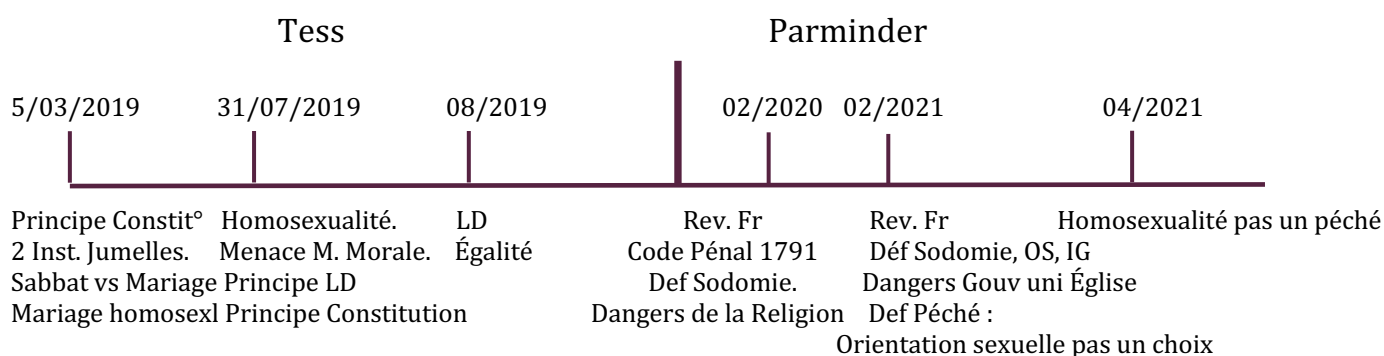 Tess Parminder
5/03/2019 31/07/2019 08/2019 02/2020 02/2021 04/2021
Principe Constit° Homosexualité. LD Rev. Fr Rev. Fr Homosexualité pas un péché
2 Inst. Jumelles. Menace M. Morale. Égalité Code Pénal 1791 Déf Sodomie, OS, IG
Sabbat vs Mariage Principe LD Def Sodomie. Dangers Gouv uni Église
Mariage homosexl Principe Constitution Dangers de la Religion Def Péché :
Orientation sexuelle pas un choix